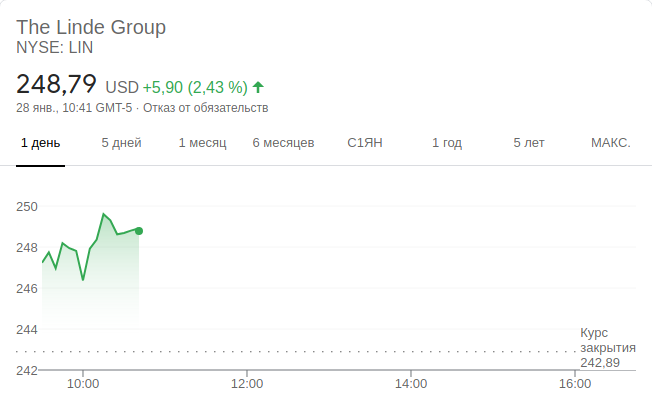 The Linde Group
NYSE: LIN
248,79 USD +5,90 (2,43 %)
28 янв., 10:41 GMT-5 · Отказ от обязательств
1 день 5 дней 1 месяц 6 месяцев С1ЯН 1 год 5 лет МАКС.
250
248
246
244
Курс
закрытия
242,89
242
10:00 12:00 14:00 16:00